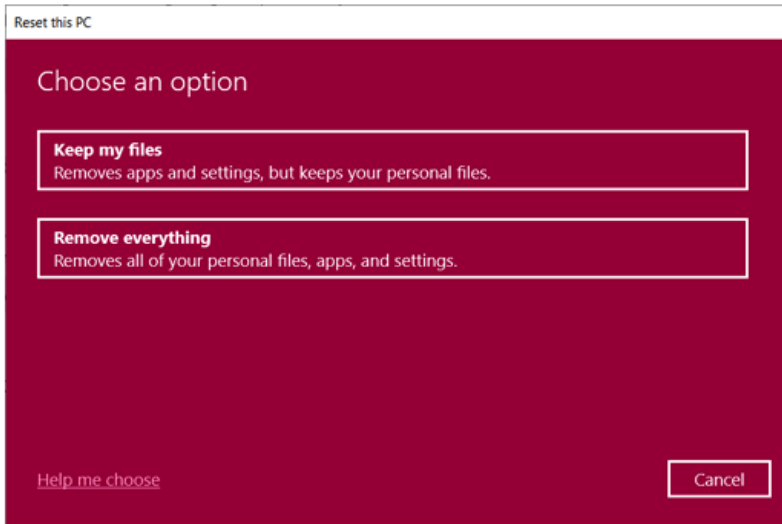 Reset this PC
Choose an option
Keep my files
Removes apps and settings, but keeps your personal files.
Remove everything
Removes all of your personal files, apps, and settings.
Help me choose
Cancel